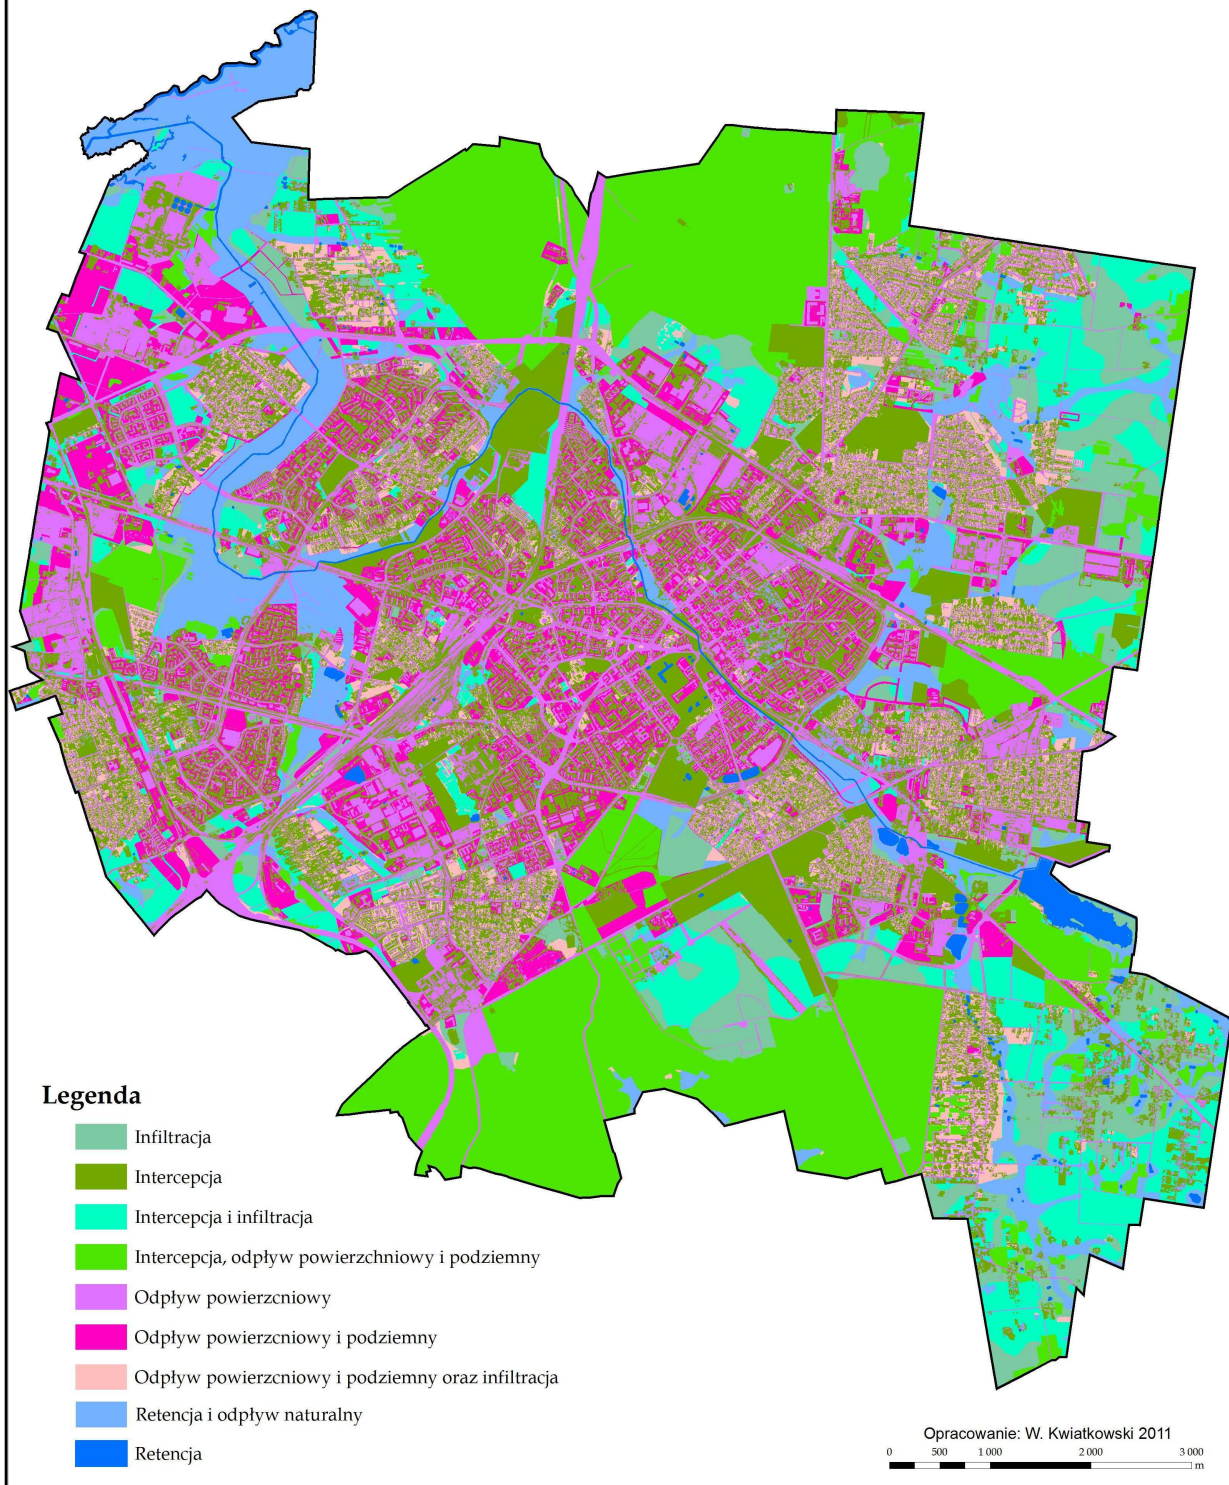 Legenda
Infiltracja
Intercepcja
Intercepcja i infiltracja
Intercepcja, odpływ powierzchniowy i podziemny
Odpływ powierzcniowy
Odpływ powierzcniowy i podziemny
Odpływ powierzcniowy i podziemny oraz infiltracja
Retencja i odpływ naturalny
Retencja
Opracowanie: W. Kwiatkowski 2011
0 500 1 000 2 000 3 000
m